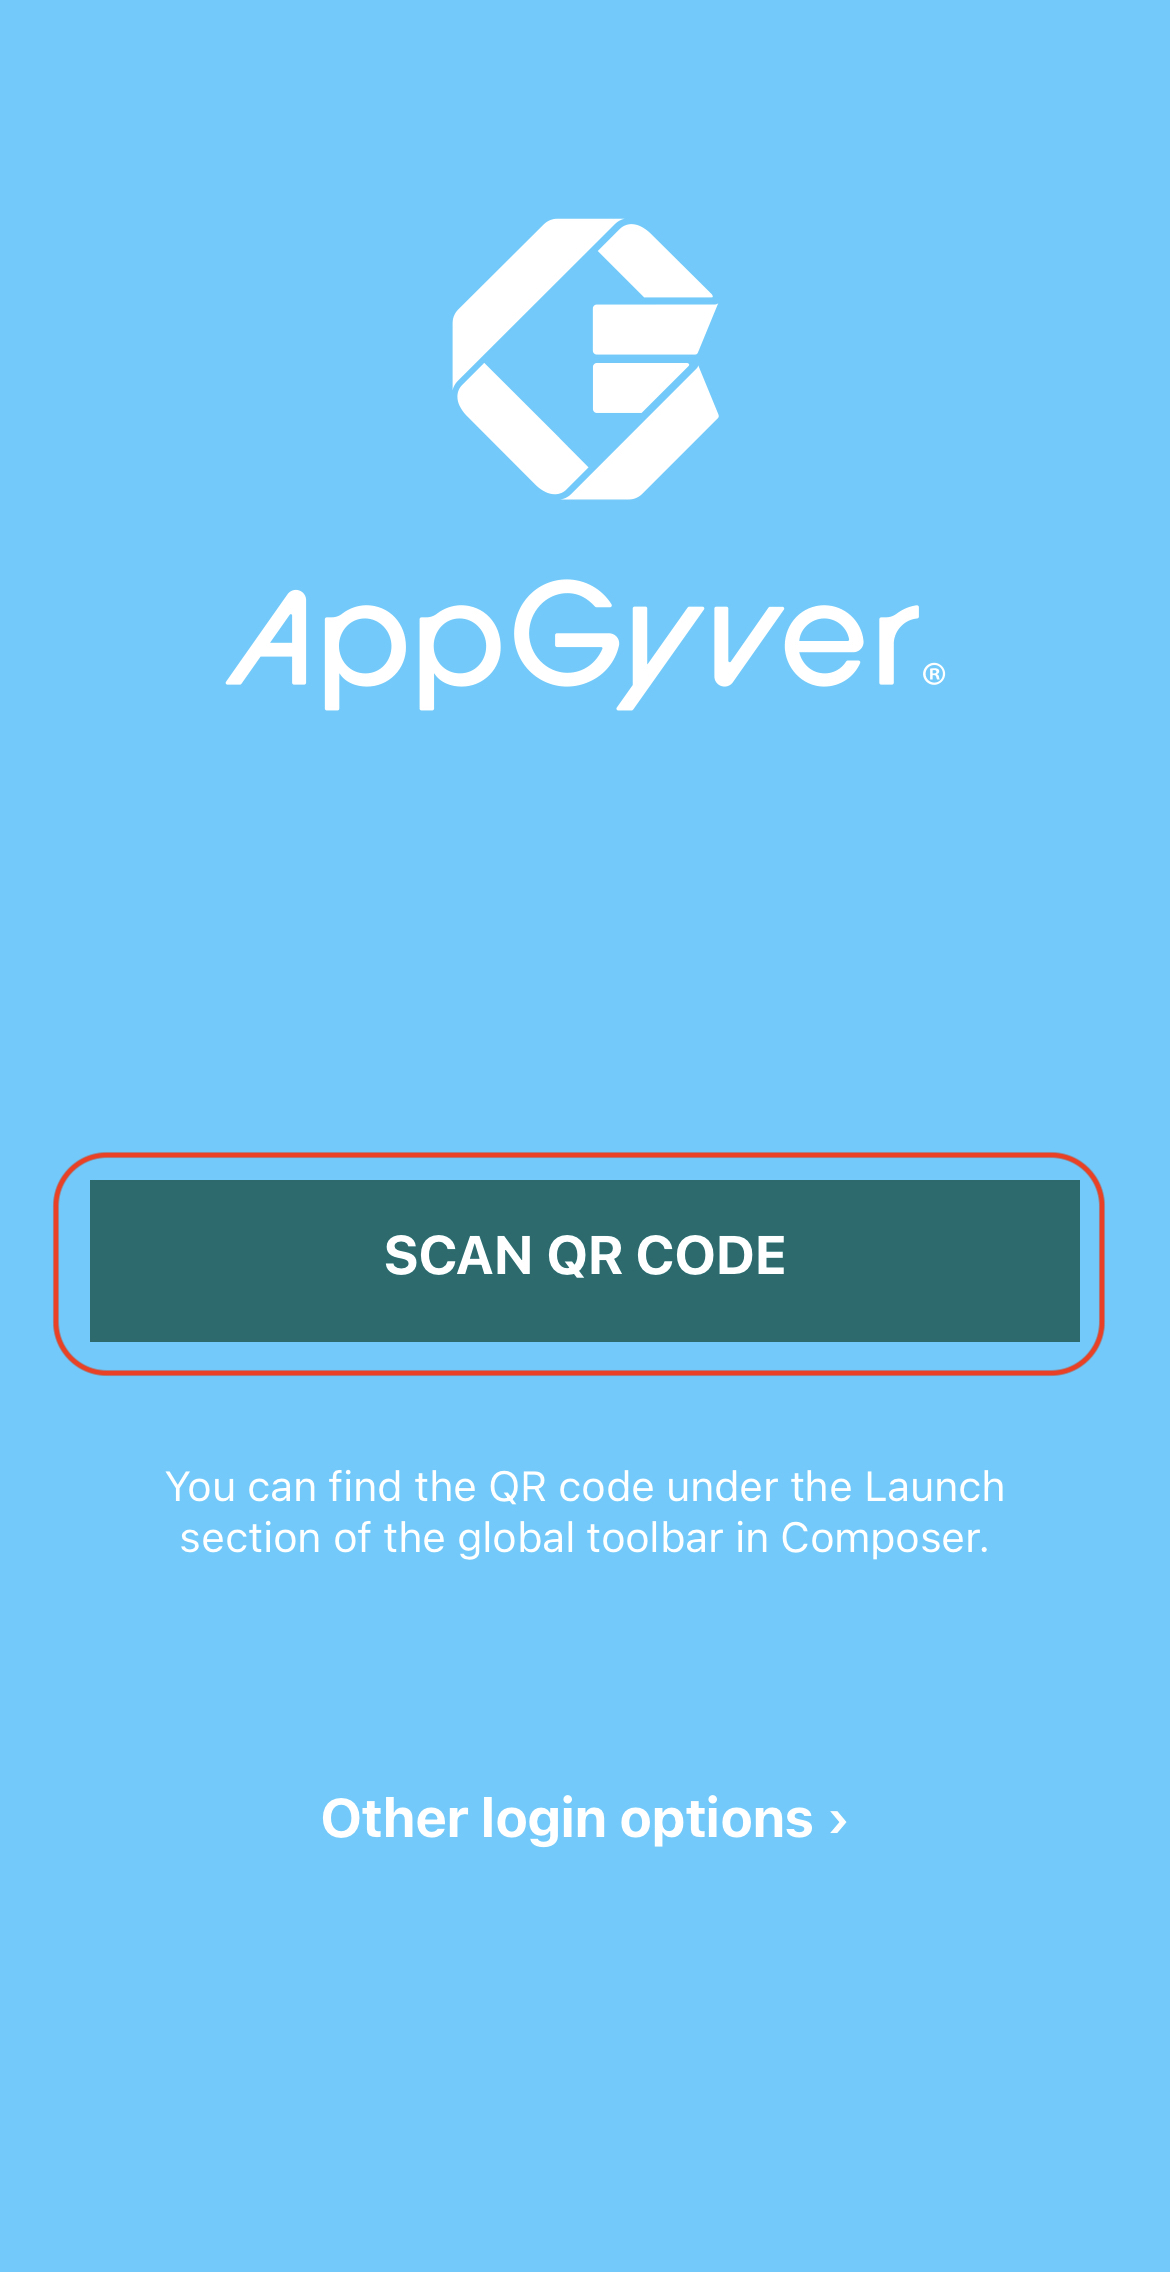 AppGyver®
SCAN QR CODE
You can find the QR code under the Launch
section of the global toolbar in Composer.
Other login options ›